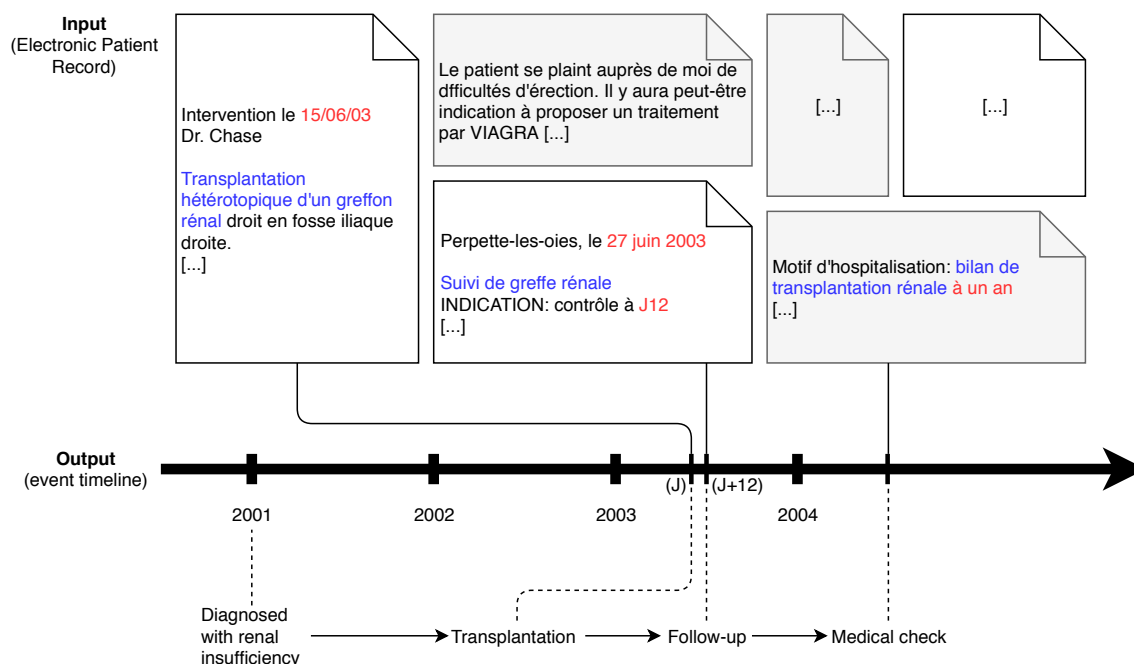 Input
(Electronic Patient
Record)
Intervention le 15/06/03
Dr. Chase
Transplantation
hétérotopique d'un greffon
rénal droit en fosse iliaque
droite.
[...]
Le patient se plaint auprès de moi de
dfficultés d'érection. Il y aura peut-être
indication à proposer un traitement
par VIAGRA [...]
Perpette-les-oies, le 27 juin 2003
Suivi de greffe rénale
INDICATION: contrôle à J12
[...]
[...]
[...]
Motif d'hospitalisation: bilan de
transplantation rénale à un an
[...]
Output
(event timeline)
(J)
(J+12)
2001
2002
2003
2004
Diagnosed
with renal
insufficiency
Transplantation
Follow-up
Medical check